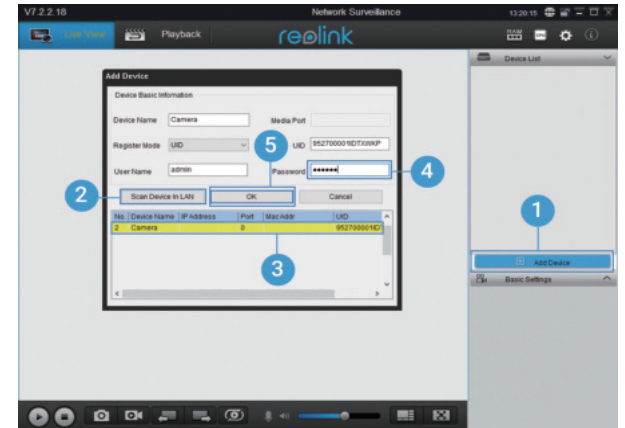 V7.2.2.18 Network Surveillance 13:20:15
Live View Playback reolink
Device List
Add Device
Device Basic Infomation
Device Name Camera Media Port
Register Mode UID UID
User Name admin Password ●●●●●●
5
4
2
1
Scan Device In LAN OK Cancel
No. Device Name IP Address Port Mac Addr UID
2 Camera 0
3
Add Device
Basic Settings